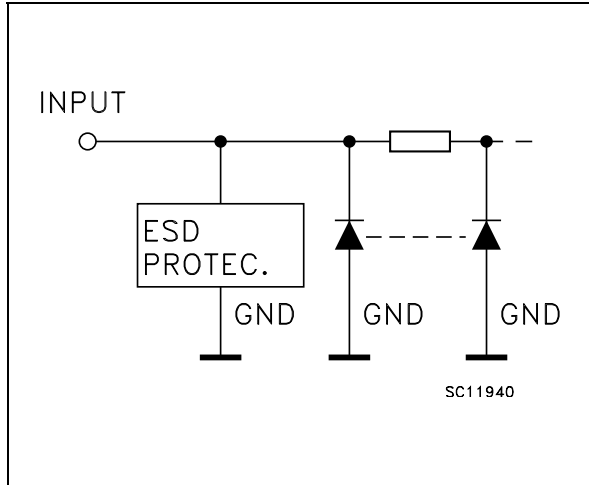 INPUT
ESD
PROTEC.
GND
GND
GND
SC11940